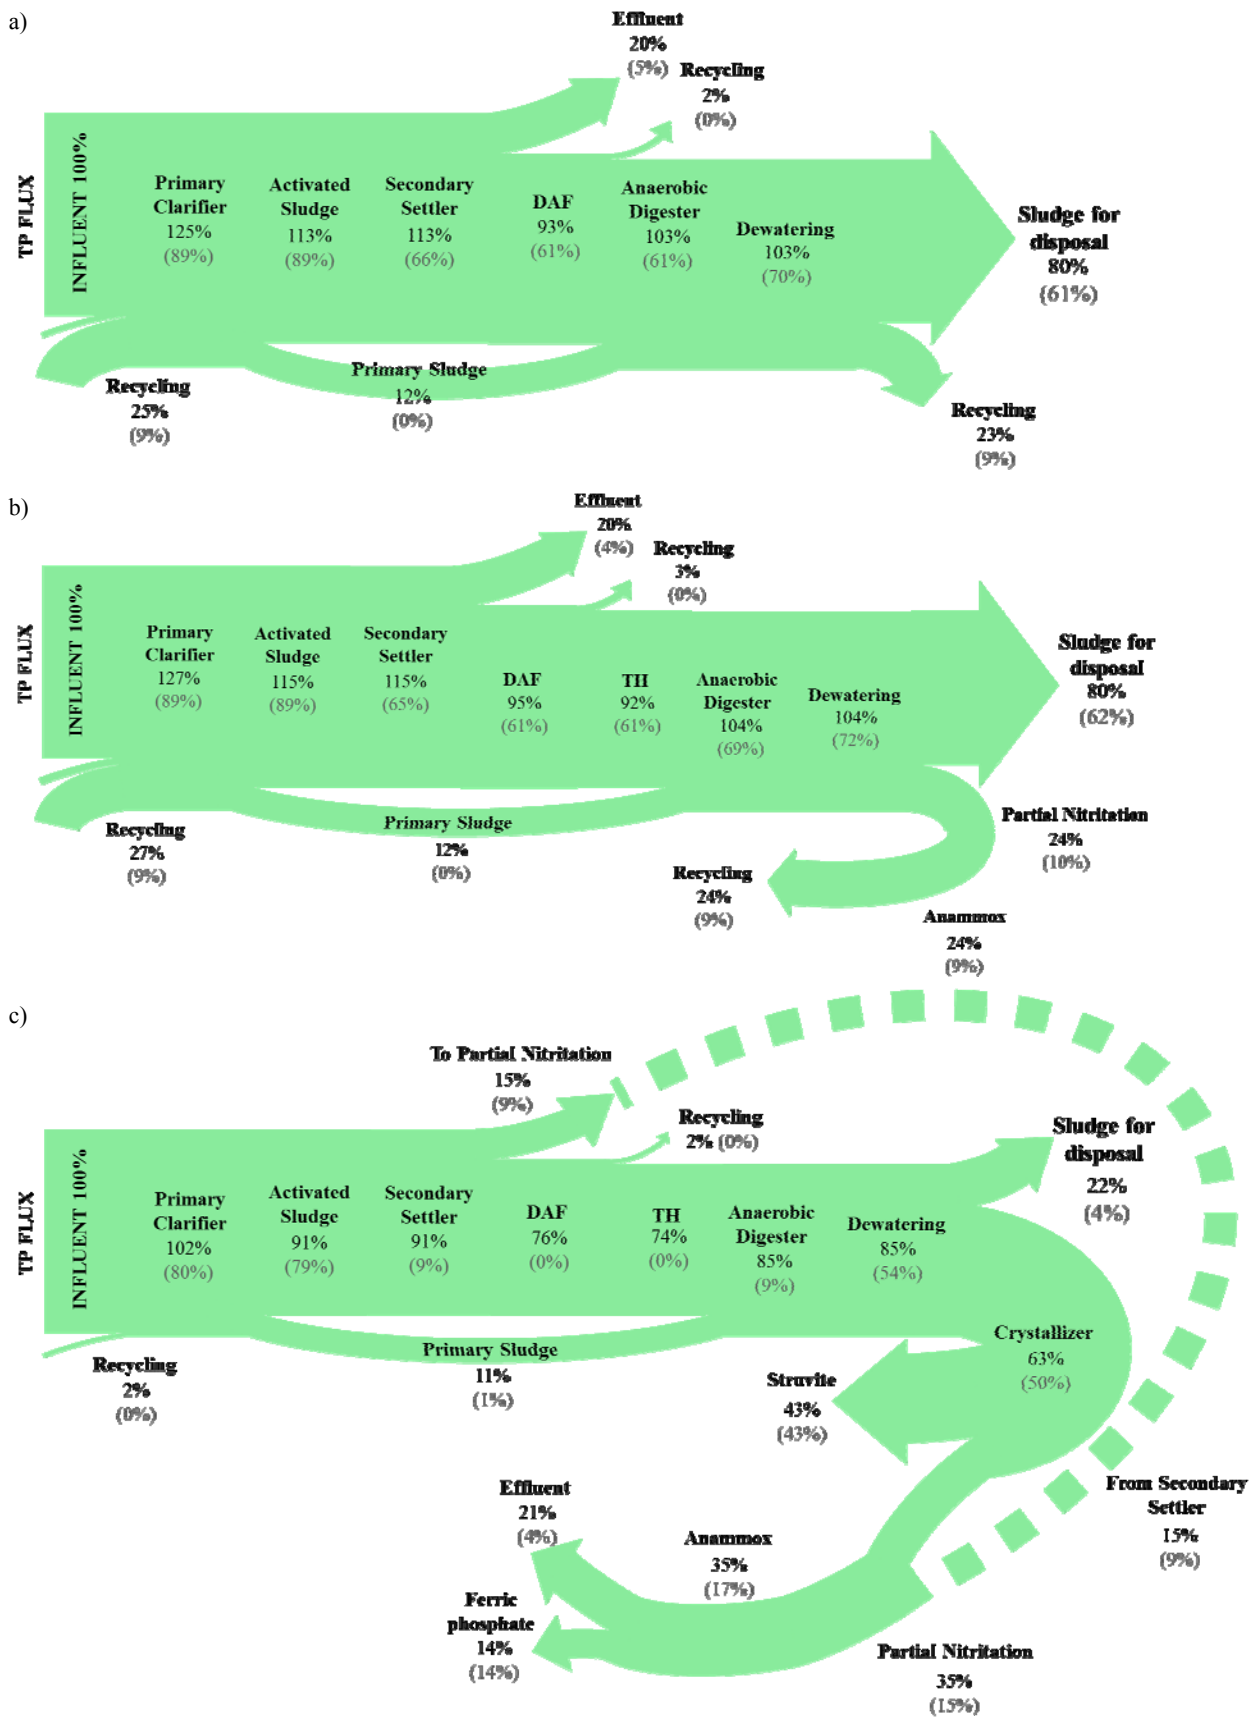 a)
Effluent
20%
(5%)
Recycling
2%
(0%)
TP FLUX
INFLUENT 100%
Primary
Clarifier
125%
(89%)
Activated
Sludge
113%
(89%)
Secondary
Settler
113%
(66%)
DAF
93%
(61%)
Anaerobic
Digester
103%
(61%)
Dewatering
103%
(70%)
Sludge for
disposal
80%
(61%)
Primary Sludge
12%
(0%)
Recycling
25%
(9%)
Recycling
23%
(9%)
b)
Effluent
20%
(4%)
Recycling
3%
(0%)
TP FLUX
INFLUENT 100%
Primary
Clarifier
127%
(89%)
Activated
Sludge
115%
(89%)
Secondary
Settler
115%
(65%)
DAF
95%
(61%)
TH
92%
(61%)
Anaerobic
Digester
104%
(69%)
Dewatering
104%
(72%)
Sludge for
disposal
80%
(62%)
Recycling
27%
(9%)
Primary Sludge
12%
(0%)
Partial Nitritation
24%
(10%)
Recycling
24%
(9%)
Anammox
24%
(9%)
c)
To Partial Nitritation
15%
(9%)
Recycling
2% (0%)
Sludge for
disposal
22%
(4%)
TP FLUX
INFLUENT 100%
Primary
Clarifier
102%
(80%)
Activated
Sludge
91%
(79%)
Secondary
Settler
91%
(9%)
DAF
76%
(0%)
TH
74%
(0%)
Anaerobic
Digester
85%
(9%)
Dewatering
85%
(54%)
Crystallizer
63%
(50%)
Recycling
2%
(0%)
Primary Sludge
11%
(1%)
Struvite
43%
(43%)
From Secondary
Settler
15%
(9%)
Effluent
21%
(4%)
Anammox
35%
(17%)
Ferric
phosphate
14%
(14%)
Partial Nitritation
35%
(15%)